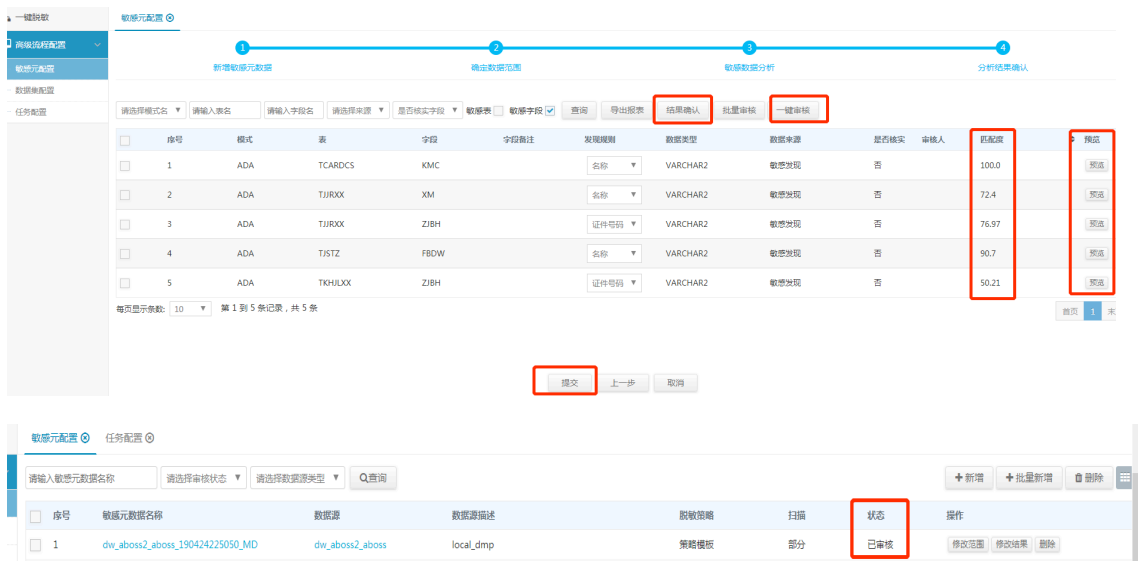 一键脱敏
敏感元配置
高级流程配置
敏感元配置
数据集配置
任务配置
1 2 3 4
新增敏感元数据 确定数据范围 敏感数据分析 分析结果确认
请选择模式名 请输入表名 请输入字段名 请选择来源 是否核实字段 敏感表 敏感字段 查询 导出报表 结果确认 批量审核 一键审核
序号 模式 表 字段 字段备注 发现规则 数据类型 数据来源 是否核实 审核人 匹配度 预览
1 ADA TCARDCS KMC 名称 VARCHAR2 敏感发现 否 100.0 预览
2 ADA TJJRXX XM 名称 VARCHAR2 敏感发现 否 72.4 预览
3 ADA TJJRXX ZJBH 证件号码 VARCHAR2 敏感发现 否 76.97 预览
4 ADA TJSTZ FBDW 名称 VARCHAR2 敏感发现 否 90.7 预览
5 ADA TKHJLXX ZJBH 证件号码 VARCHAR2 敏感发现 否 50.21 预览
每页显示条数: 10 第 1 到 5 条记录，共 5 条
首页 1 末
提交 上一步 取消
敏感元配置 任务配置
请输入敏感元数据名称 请选择审核状态 请选择数据源类型 查询 新增 批量新增 删除
序号 敏感元数据名称 数据源 数据源描述 脱敏策略 扫描 状态 操作
1 dw_aboss2_aboss_190424225050_MD dw_aboss2_aboss local_dmp 策略模板 部分 已审核 修改范围 修改结果 删除